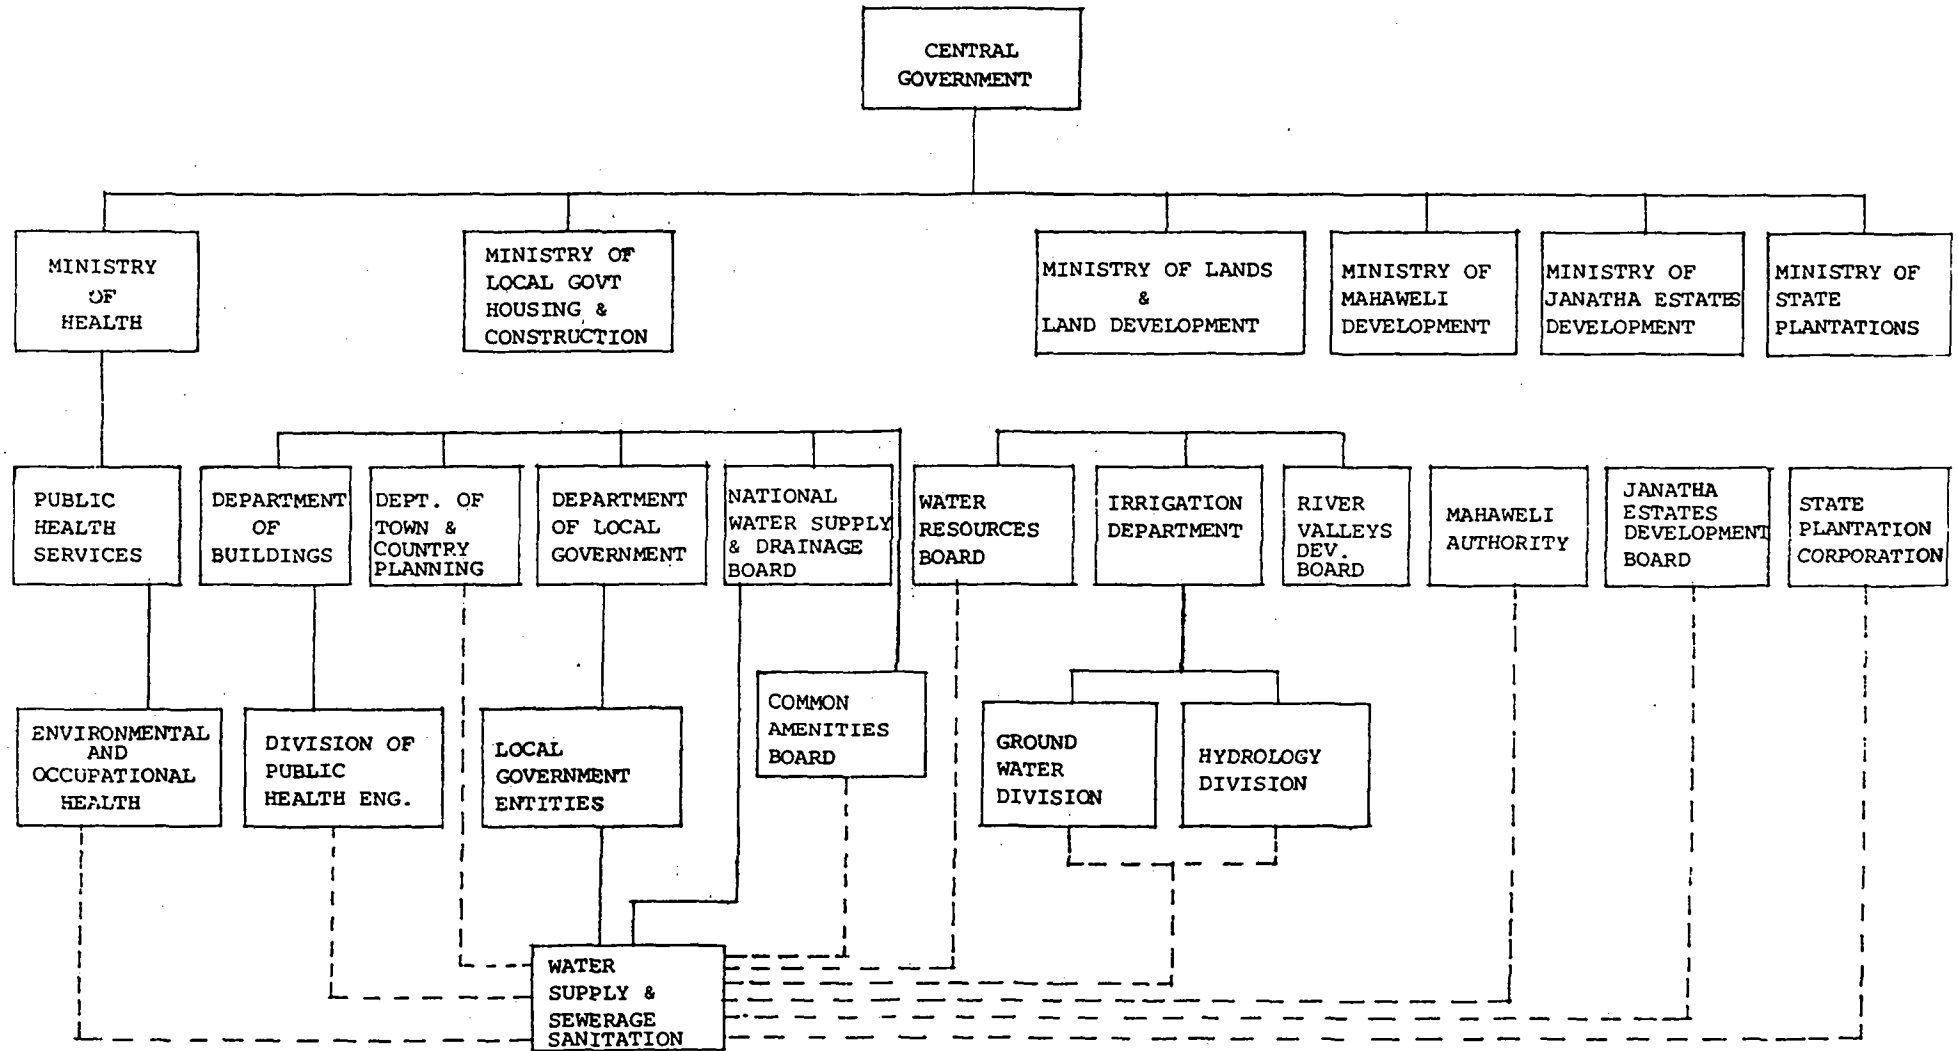 CENTRAL
GOVERNMENT
MINISTRY
OF
HEALTH
MINISTRY OF
LOCAL GOVT
HOUSING &
CONSTRUCTION
MINISTRY OF LANDS
&
LAND DEVELOPMENT
MINISTRY OF
MAHAWELI
DEVELOPMENT
MINISTRY OF
JANATHA ESTATES
DEVELOPMENT
MINISTRY OF
STATE
PLANTATIONS
PUBLIC
HEALTH
SERVICES
DEPARTMENT
OF
BUILDINGS
DEPT. OF
TOWN &
COUNTRY
PLANNING
DEPARTMENT
OF LOCAL
GOVERNMENT
NATIONAL
WATER SUPPLY
& DRAINAGE
BOARD
WATER
RESOURCES
BOARD
IRRIGATION
DEPARTMENT
RIVER
VALLEYS
DEV.
BOARD
MAHAWELI
AUTHORITY
JANATHA
ESTATES
DEVELOPMENT
BOARD
STATE
PLANTATION
CORPORATION
ENVIRONMENTAL
AND
OCCUPATIONAL
HEALTH
DIVISION OF
PUBLIC
HEALTH ENG.
LOCAL
GOVERNMENT
ENTITIES
COMMON
AMENITIES
BOARD
GROUND
WATER
DIVISION
HYDROLOGY
DIVISION
WATER
SUPPLY &
SEWERAGE
SANITATION